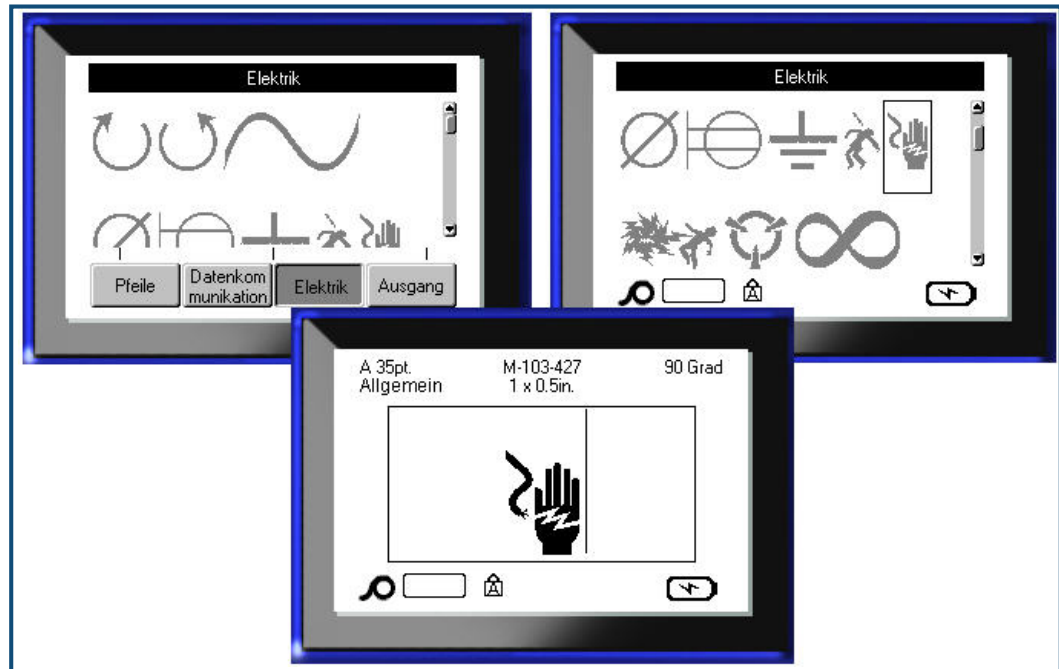 Elektrik
Pfeile
Datenkom
munikation
Elektrik
Ausgang
Elektrik
A
A 35pt.
M-103-427
90 Grad
Allgemein
1 x 0.5in.
A